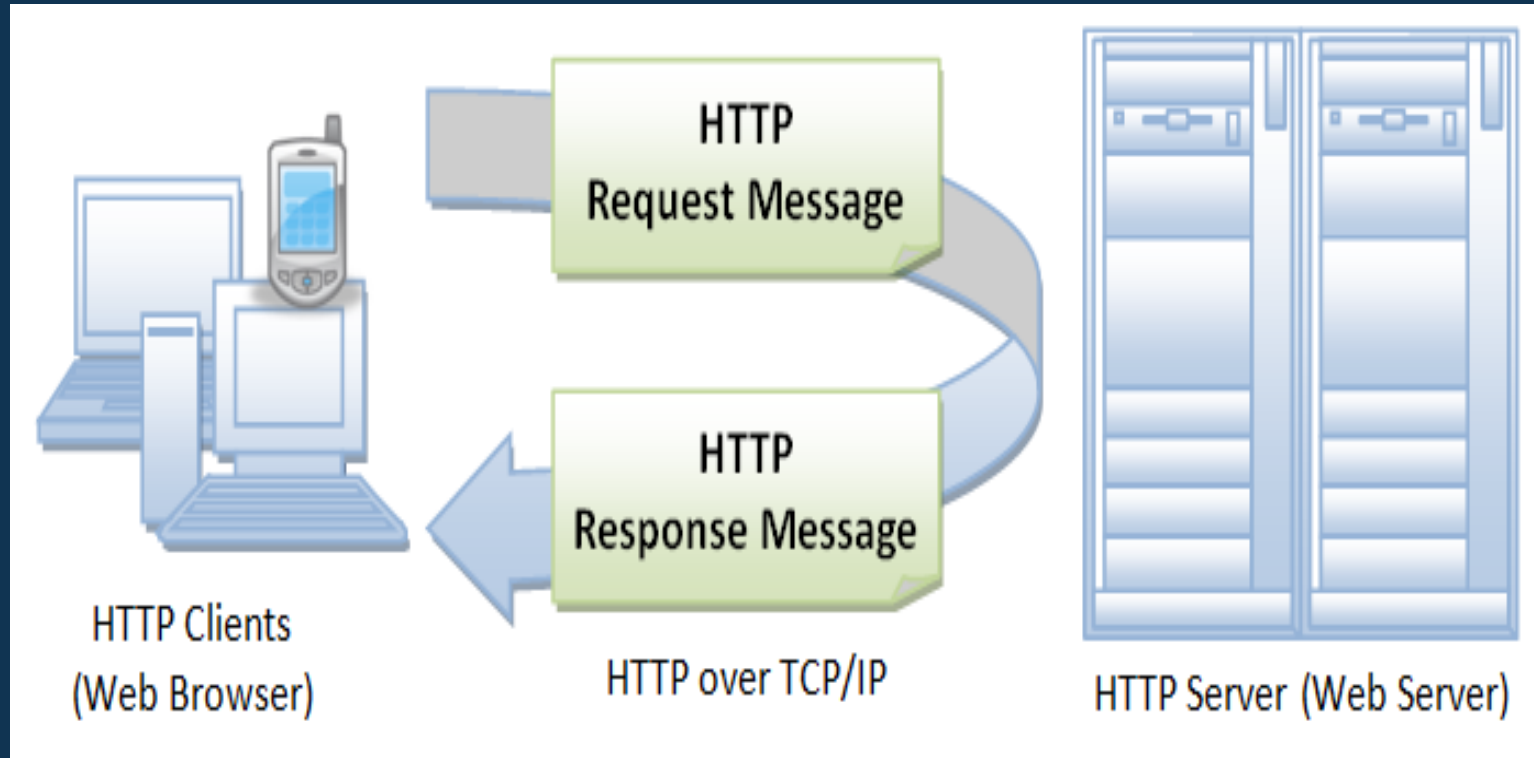 HTTP
Request Message
HTTP
Response Message
HTTP Clients
(Web Browser)
HTTP over TCP/IP
HTTP Server (Web Server)